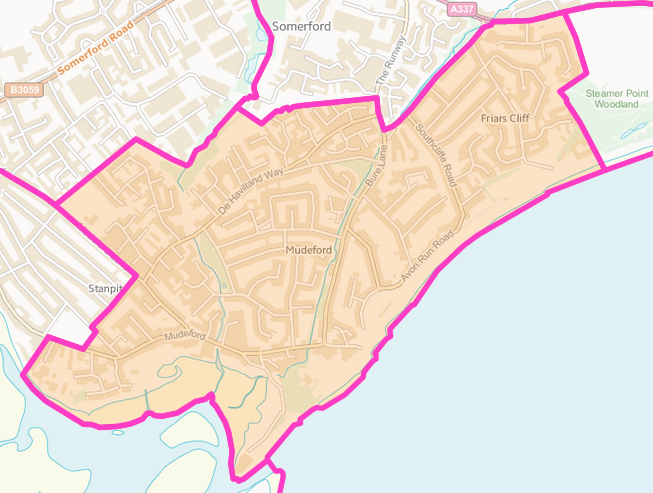 A337
Somerford
Somerford Road
The Runway
B3059
Steamer Point
Woodland
Friars Cliff
Southcliffe Road
Bure Lane
De Havilland Way
Mudeford
Avon Run Road
Stanpit
Mudeford